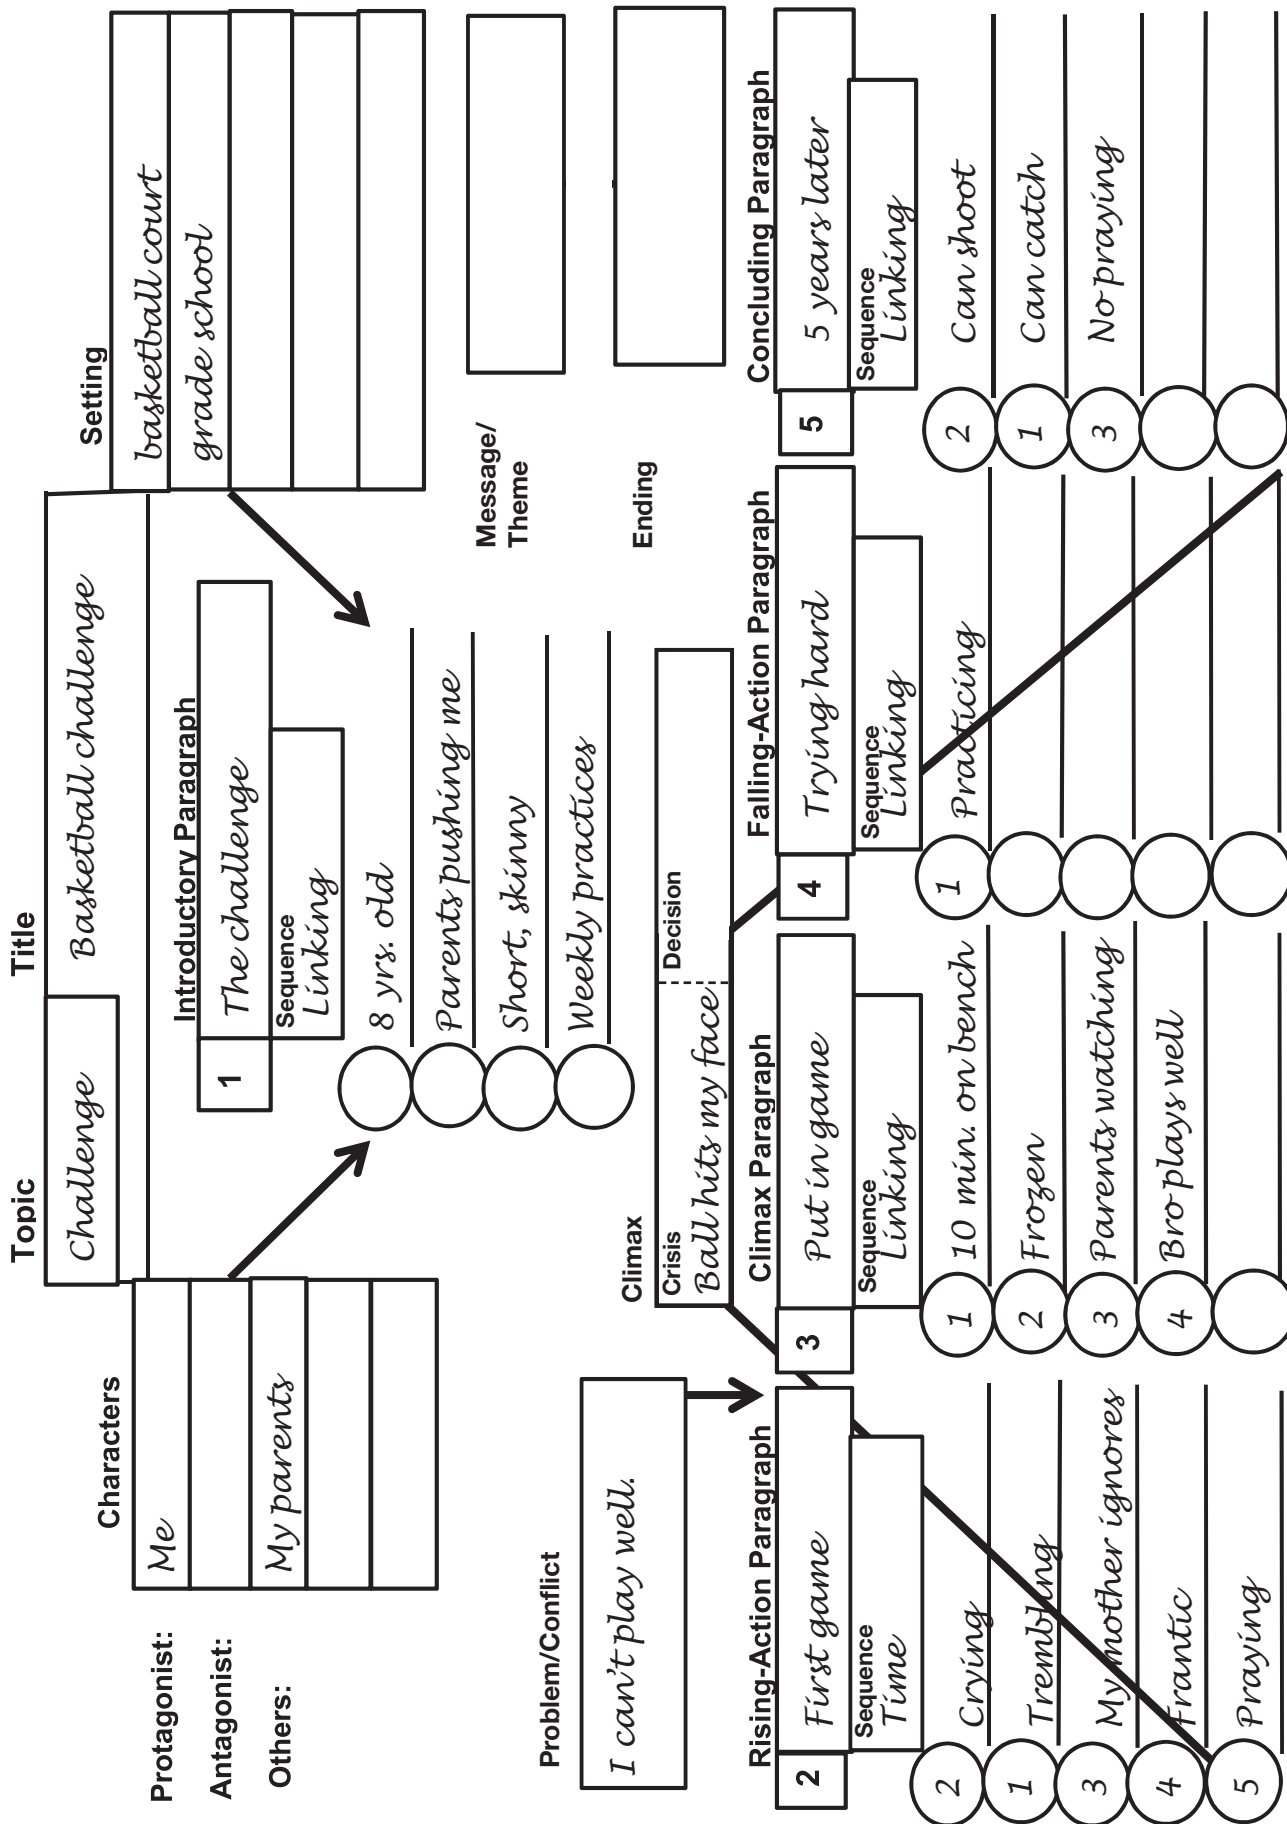 Topic
Title
Challenge
Basketball challenge
Characters
Protagonist:
Me
Antagonist:
Others:
My parents
Setting
basketball court
grade school
Introductory Paragraph
1
The challenge
Sequence
Linking
8 yrs. old
Parents pushing me
Short, skinny
Weekly practices
Message/
Theme
Ending
Problem/Conflict
I can't play well.
Climax
Crisis
Ball hits my face
Decision
Rising-Action Paragraph
2
First game
Sequence
Time
2 Crying
1 Trembling
3 My mother ignores
4 Frantic
5 Praying
Climax Paragraph
3
Put in game
Sequence
Linking
1 10 min. on bench
2 Frozen
3 Parents watching
4 Bro plays well
Falling-Action Paragraph
4
Trying hard
Sequence
Linking
1 Practicing
Concluding Paragraph
5
5 years later
Sequence
Linking
2 Can shoot
1 Can catch
3 No praying